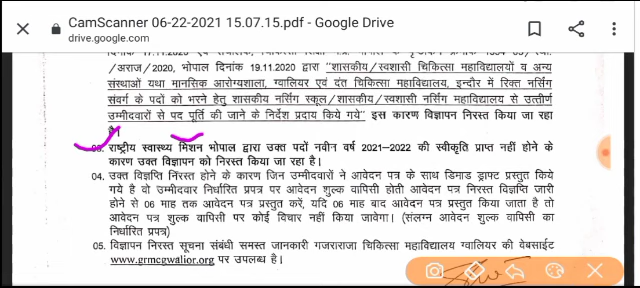 CamScanner 06-22-2021 15.07.15.pdf - Google Drive
drive.google.com
/अराज/2020, भोपाल दिनांक 19.11.2020 द्वारा "शासकीय/स्वशासी चिकित्सा महाविद्यालयों व अन्य
संस्थाओं यथा मानसिक आरोग्यशाला, ग्वालियर एवं दंत चिकित्सा महाविद्यालय, इन्दौर में रिक्त नर्सिंग
संवर्ग के पदों को भरने हेतु शासकीय नर्सिंग स्कूल/शासकीय/स्वशासी नर्सिंग महाविद्यालय से उत्तीर्ण
उम्मीदवारों से पद पूर्ति की जाने के निर्देश प्रदाय किये गये" इस कारण विज्ञापन निरस्त किया जा रहा
है।
03. राष्ट्रीय स्वास्थ्य मिशन भोपाल द्वारा उक्त पदों नवीन वर्ष 2021-2022 की स्वीकृति प्राप्त नहीं होने के
कारण उक्त विज्ञापन को निरस्त किया जा रहा है।
04. उक्त विज्ञप्ति निरस्त होने के कारण जिन उम्मीदवारों ने आवेदन पत्र के साथ डिमाड ड्राफ्ट प्रस्तुत किये
गये है वो उम्मीदवार निर्धारित प्रपत्र पर आवेदन शुल्क वापिसी होती आवेदन पत्र निरस्त विज्ञप्ति जारी
होने से 06 माह तक आवेदन पत्र प्रस्तुत करें, यदि 06 माह बाद आवेदन पत्र प्रस्तुत किया जाता है तो
आवेदन पत्र शुल्क वापिसी पर कोई विचार नहीं किया जावेगा। (संलग्न आवेदन शुल्क वापिसी का
निर्धारित प्रपत्र)
05. विज्ञापन निरस्त सूचना संबंधी समस्त जानकारी गजराराजा चिकित्सा महाविद्यालय ग्वालियर की वेबसाईट
www.grmcgwalior.org पर उपलब्ध है।